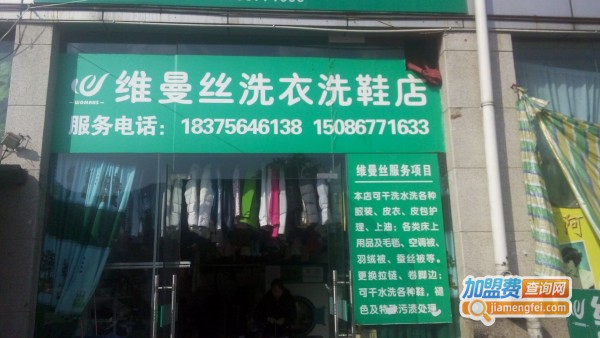 维曼丝洗衣洗鞋店
服务电话：18375646138 15086771633
维曼丝服务项目
本店可干洗水洗各种
服装、皮衣、皮包护
理、上油；各类床上
用品及毛毯、空调被、
羽绒被、蚕丝被等。
更换拉链、卷脚边；
可干水洗各种鞋，硒
色及特殊污渍处理
阿
加盟费查询网
jiamengfei.com